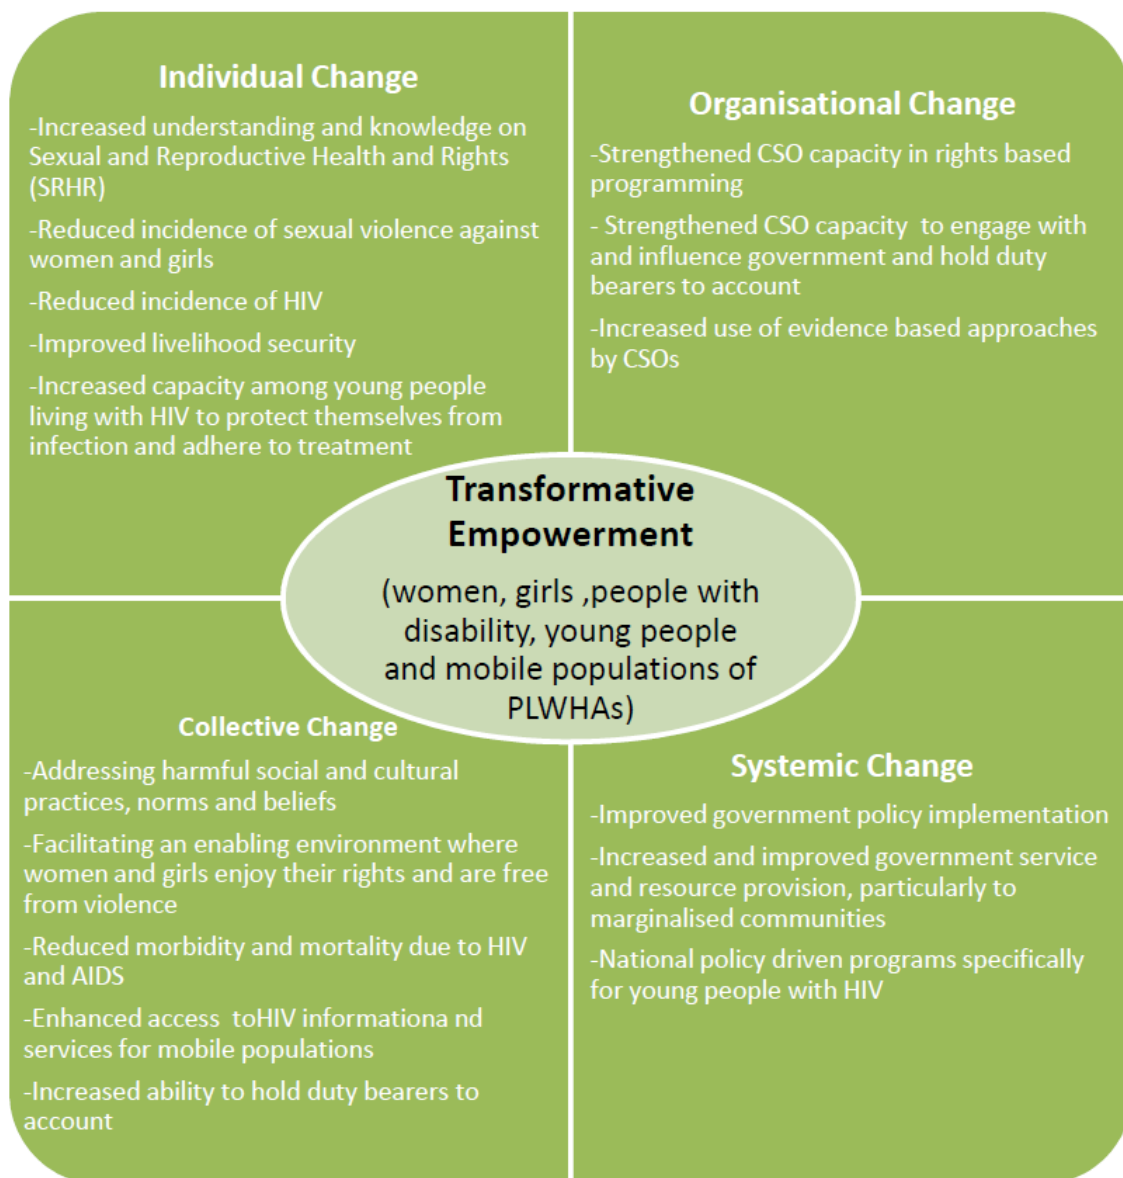 Individual Change
-Increased understanding and knowledge on
Sexual and Reproductive Health and Rights
(SRHR)
-Reduced incidence of sexual violence against
women and girls
-Reduced incidence of HIV
-Improved livelihood security
-Increased capacity among young people
living with HIV to protect themselves from
infection and adhere to treatment
Organisational Change
-Strengthened CSO capacity in rights based
programming
- Strengthened CSO capacity  to engage with
and influence government and hold duty
bearers to account
-Increased use of evidence based approaches
by CSOs
Transformative
Empowerment
(women, girls ,people with
disability, young people
and mobile populations of
PLWHAs)
Collective Change
-Addressing harmful social and cultural
practices, norms and beliefs
-Facilitating an enabling environment where
women and girls enjoy their rights and are free
from violence
-Reduced morbidity and mortality due to HIV
and AIDS
-Enhanced access  toHIV informationa nd
services for mobile populations
-Increased ability to hold duty bearers to
account
Systemic Change
-Improved government policy implementation
-Increased and improved government service
and resource provision, particularly to
marginalised communities
-National policy driven programs specifically
for young people with HIV